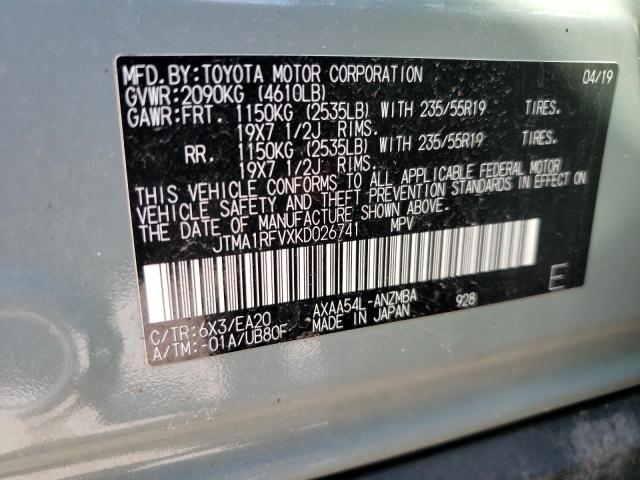 MFD.BY:TOYOTA MOTOR CORPORATION 04/19
GVWR:2090KG (4610LB)
GAWR:FRT. 1150KG (2535LB) WITH 235/55R19 TIRES.
19X7 1/2J RIMS.
RR. 1150KG (2535LB) WITH 235/55R19 TIRES.
19X7 1/2J RIMS.
THIS VEHICLE CONFORMS TO ALL APPLICABLE FEDERAL MOTOR
VEHICLE SAFETY AND THEFT PREVENTION STANDARDS IN EFFECT ON
THE DATE OF MANUFACTURE SHOWN ABOVE.
JTMA1RFVXKD026741 MPV
E
C/TR:6X3/EA20 AXAA54L-ANZMBA 928
A/TM:-01A/UB80F MADE IN JAPAN